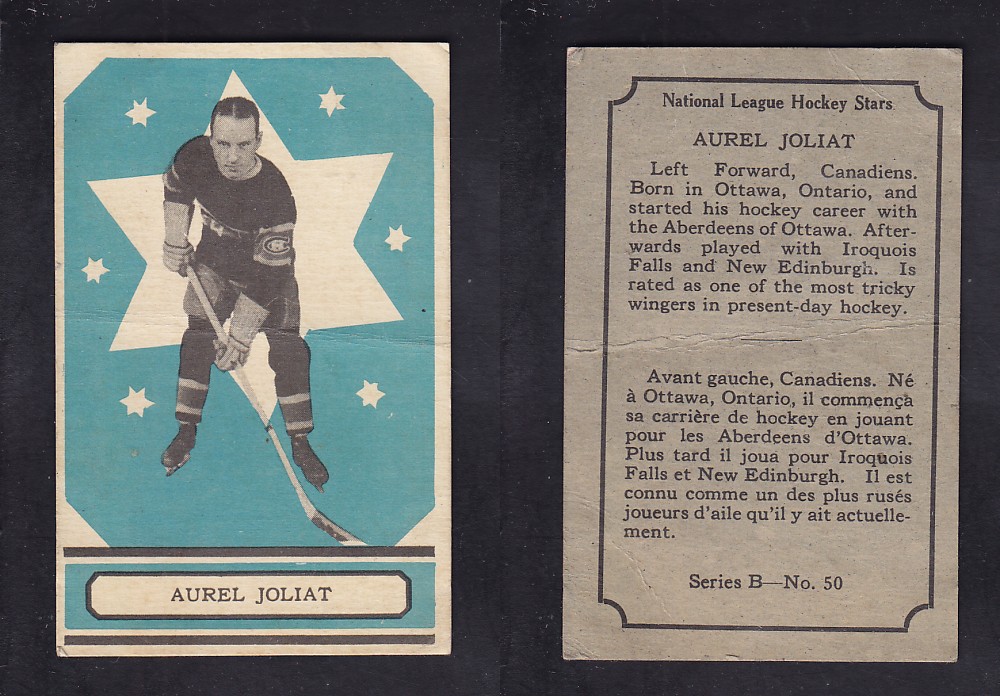 AUREL JOLIAT
National League Hockey Stars
AUREL JOLIAT
Left Forward, Canadiens.
Born in Ottawa, Ontario, and
started his hockey career with
the Aberdeens of Ottawa. After-
wards played with Iroquois
Falls and New Edinburgh. Is
rated as one of the most tricky
wingers in present-day hockey.
Avant gauche, Canadiens. Né
à Ottawa, Ontario, il commença
sa carrière de hockey en jouant
pour les Aberdeens d'Ottawa.
Plus tard il joua pour Iroquois
Falls et New Edinburgh. Il est
connu comme un des plus rusés
joueurs d'aile qu'il y ait actuelle-
ment.
Series B—No. 50